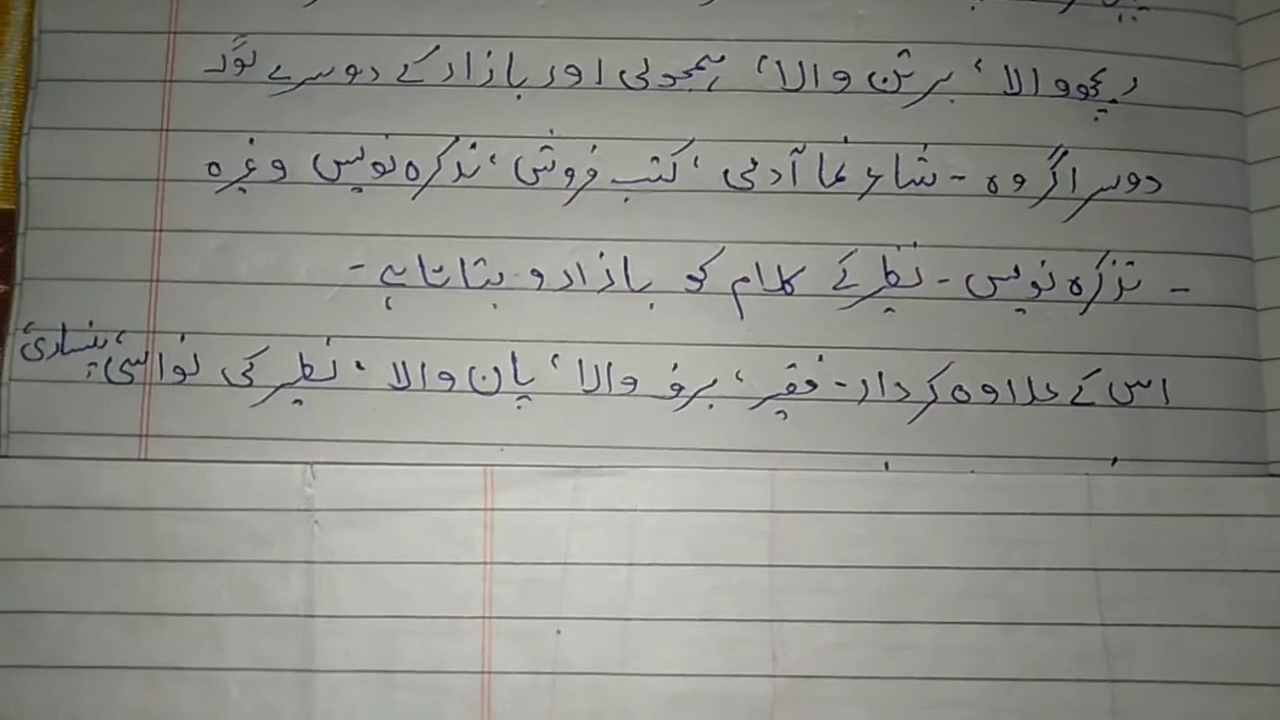 ریچھ والا، برتن والا، ہمجولی اور بازار کے دوسرے لوگ
دوسرا گروہ - شاعر نما آدمی، کتب فروش، تذکرہ نویس وغیرہ
- تذکرہ نویس - نظیر کے کلام کو بازارو بتاتا ہے -
اس کے علاوہ کردار - فقیر، برف والا، پان والا، نظیر کی نواسی، پنساری